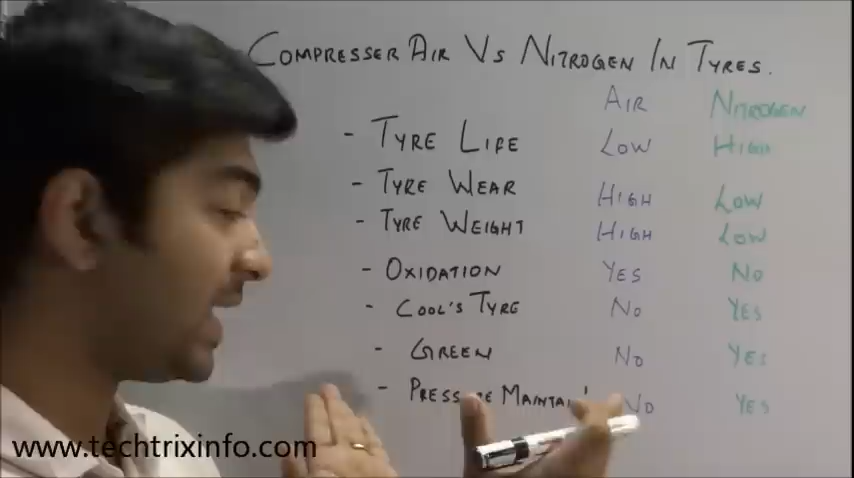 COMPRESSER AIR VS NITROGEN IN TYRES.
AIR NITROGEN
- TYRE LIFE LOW HIGH
- TYRE WEAR HIGH LOW
- TYRE WEIGHT HIGH LOW
- OXIDATION YES NO
- COOL'S TYRE NO YES
- GREEN NO YES
- NO YES
www.techtrixinfo.com